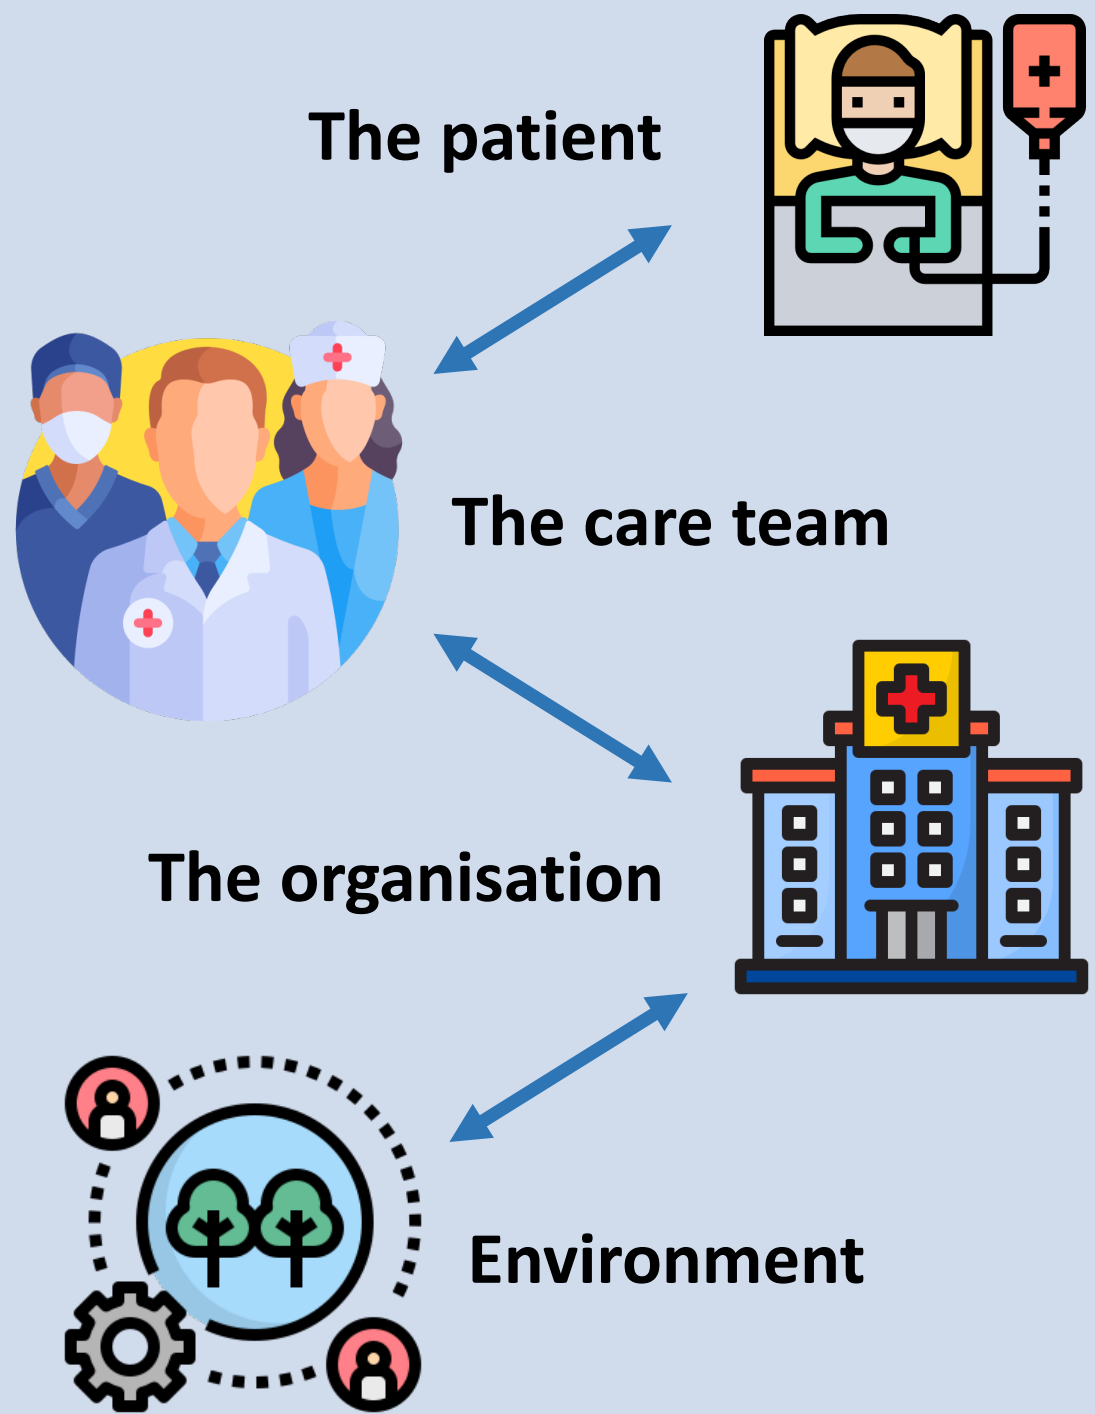 The patient
The care team
The organisation
Environment